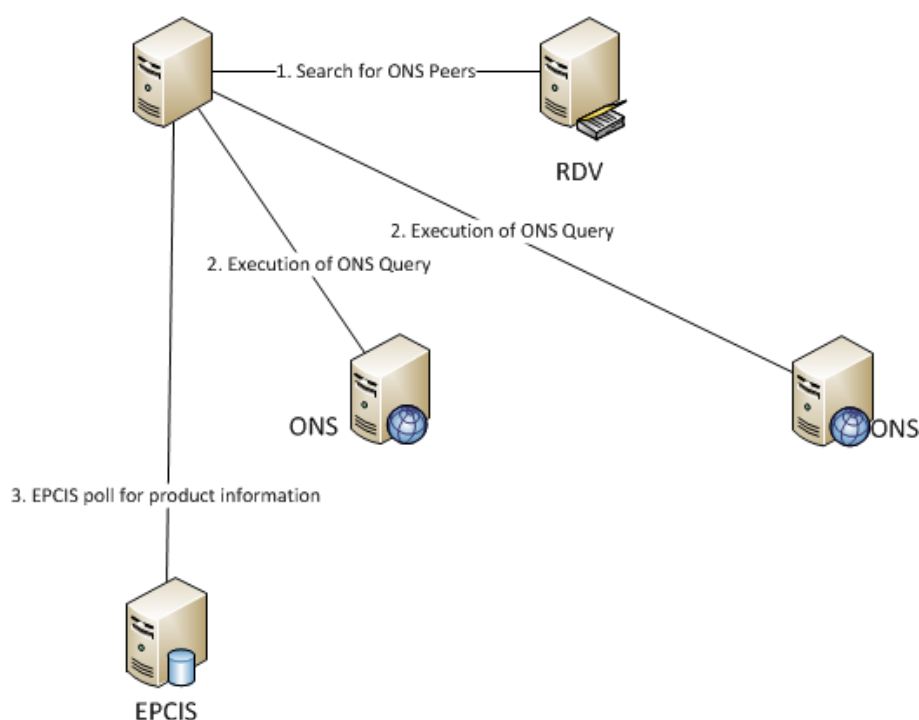 1. Search for ONS Peers
RDV
2. Execution of ONS Query
2. Execution of ONS Query
ONS
ONS
3. EPCIS poll for product information
EPCIS